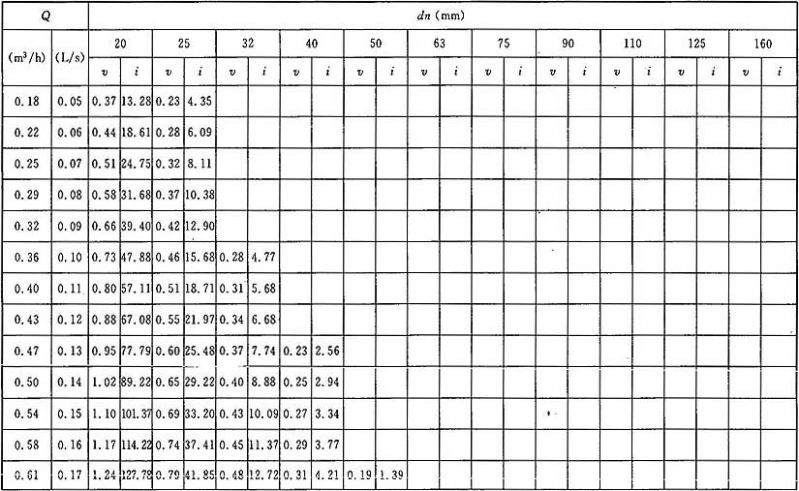 Q dn (mm)
(m³/h) (L/s) 20 25 32 40 50 63 75 90 110 125 160
v i v i v i v i v i v i v i v i v i v i v i
0.18 0.05 0.37 13.28 0.23 4.35
0.22 0.06 0.44 18.61 0.28 6.09
0.25 0.07 0.51 24.75 0.32 8.11
0.29 0.08 0.58 31.68 0.37 10.38
0.32 0.09 0.66 39.40 0.42 12.90
0.36 0.10 0.73 47.88 0.46 15.68 0.28 4.77
0.40 0.11 0.80 57.11 0.51 18.71 0.31 5.68
0.43 0.12 0.88 67.08 0.55 21.97 0.34 6.68
0.47 0.13 0.95 77.79 0.60 25.48 0.37 7.74 0.23 2.56
0.50 0.14 1.02 89.22 0.65 29.22 0.40 8.88 0.25 2.94
0.54 0.15 1.10 101.37 0.69 33.20 0.43 10.09 0.27 3.34
0.58 0.16 1.17 114.22 0.74 37.41 0.45 11.37 0.29 3.77
0.61 0.17 1.24 127.78 0.79 41.85 0.48 12.72 0.31 4.21 0.19 1.39